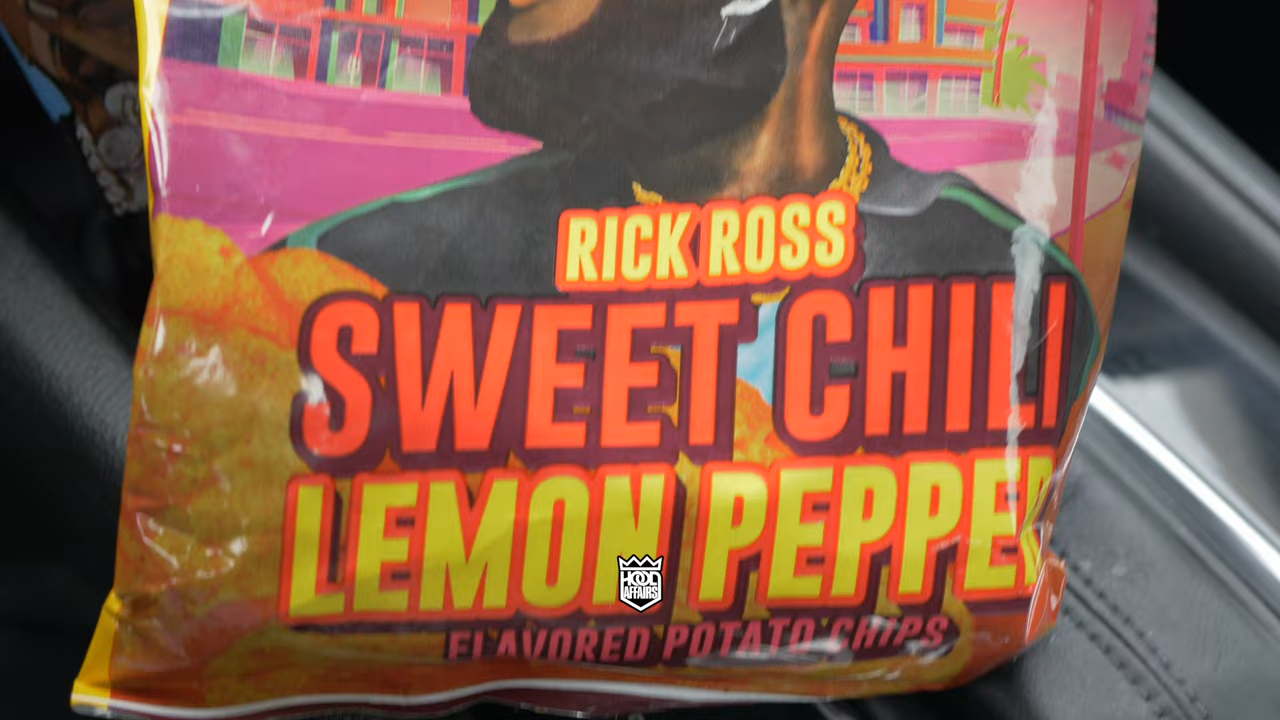 RICK ROSS
SWEET CHILI
LEMON PEPPER
FLAVORED POTATO CHIPS
HOOD
AFFAIRS